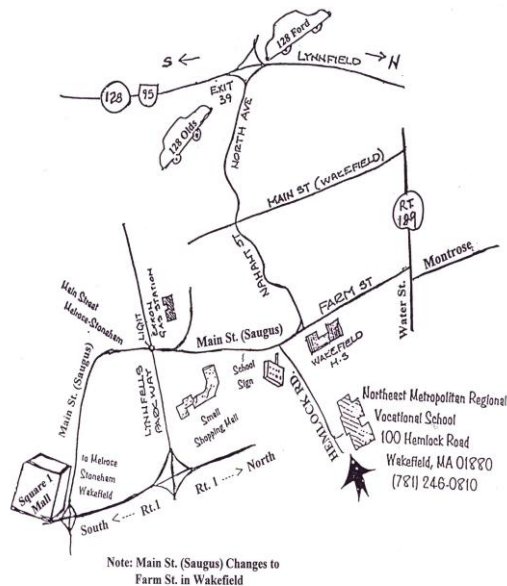 128 Ford
S ←
LYNNFIELD
→ N
128
95
EXIT
39
128 Olds
NORTH AVE
MAIN ST (WAKEFIELD)
RT
129
NAHANT ST
FARM ST
Montrose
Water St.
Main Street
Melrose-Stoneham
LIGHT
EXXON STATION
GAS STATION
Main St. (Saugus)
Main St. (Saugus)
School
Sign
WAKEFIELD
H.S
LYNNFELLS
PARKWAY
Small
Shopping Mall
HEMLOCK RD.
Northeast Metropolitan Regional
Vocational School
100 Hemlock Road
Wakefield, MA 01880
(781) 246-0810
to Melroce
Stoneham
Wakefield
Square 1
Mall
South <---- Rt.1
Rt. 1 ----> North
Note: Main St. (Saugus) Changes to
Farm St. in Wakefield